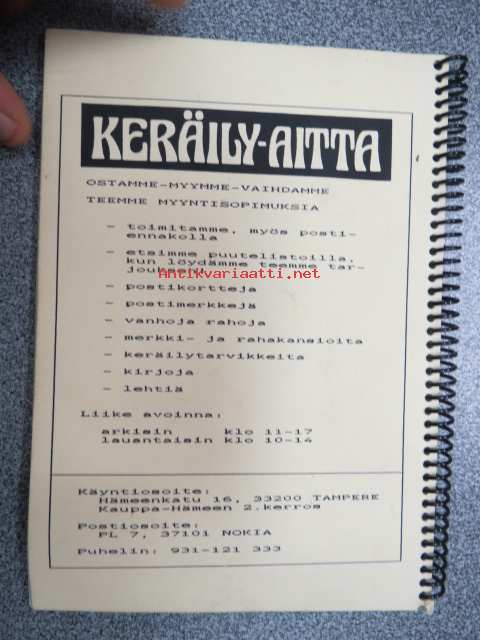 KERÄILY-AITTA
OSTAMME-MYYMME-VAIHDAMME
TEEMME MYYNTISOPIMUKSIA
- toimitamme, myös posti-
ennakolla
- etsimme puutelistoilla,
kun löydämme teemme tar-
jouksen
Antikvariaatti.net
- postikortteja
- postimerkkejä
- vanhoja rahoja
- merkki- ja rahakansioita
- keräilytarvikkeita
- kirjoja
- lehtiä
Liike avoinna:
arkisin klo 11-17
lauantaisin klo 10-14
Käyntiosoite:
Hämeenkatu 16, 33200 TAMPERE
Kauppa-Hämeen 2.kerros
Postiosoite:
PL 7, 37101 NOKIA
Puhelin: 931-121 333